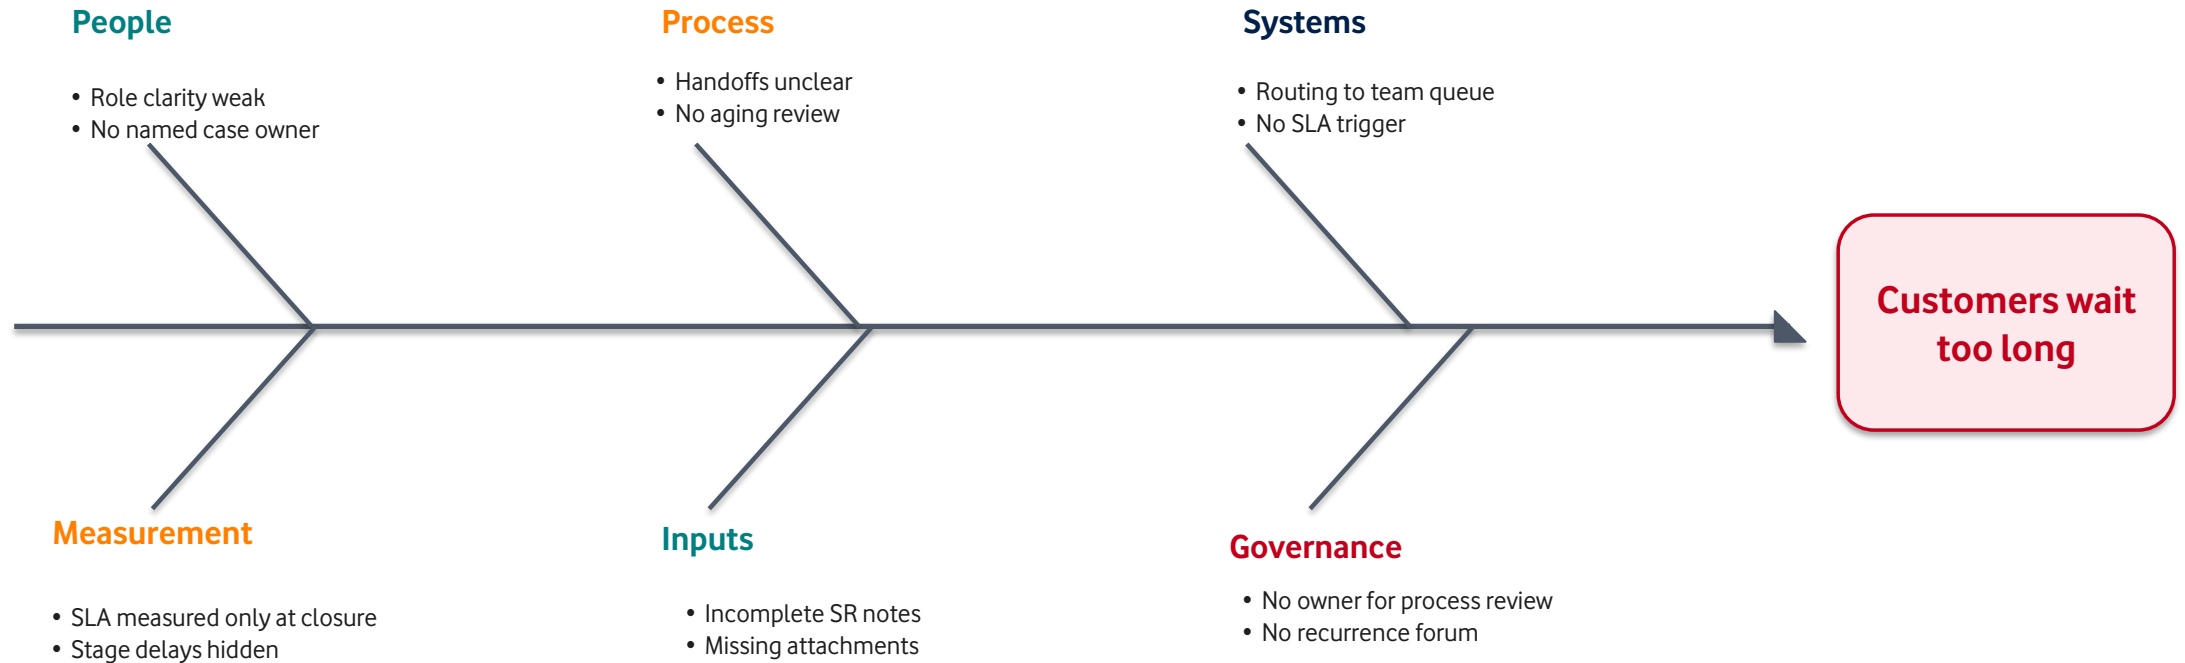 People
• Role clarity weak
• No named case owner
Process
• Handoffs unclear
• No aging review
Systems
• Routing to team queue
• No SLA trigger
Customers wait
too long
Measurement
• SLA measured only at closure
• Stage delays hidden
Inputs
• Incomplete SR notes
• Missing attachments
Governance
• No owner for process review
• No recurrence forum